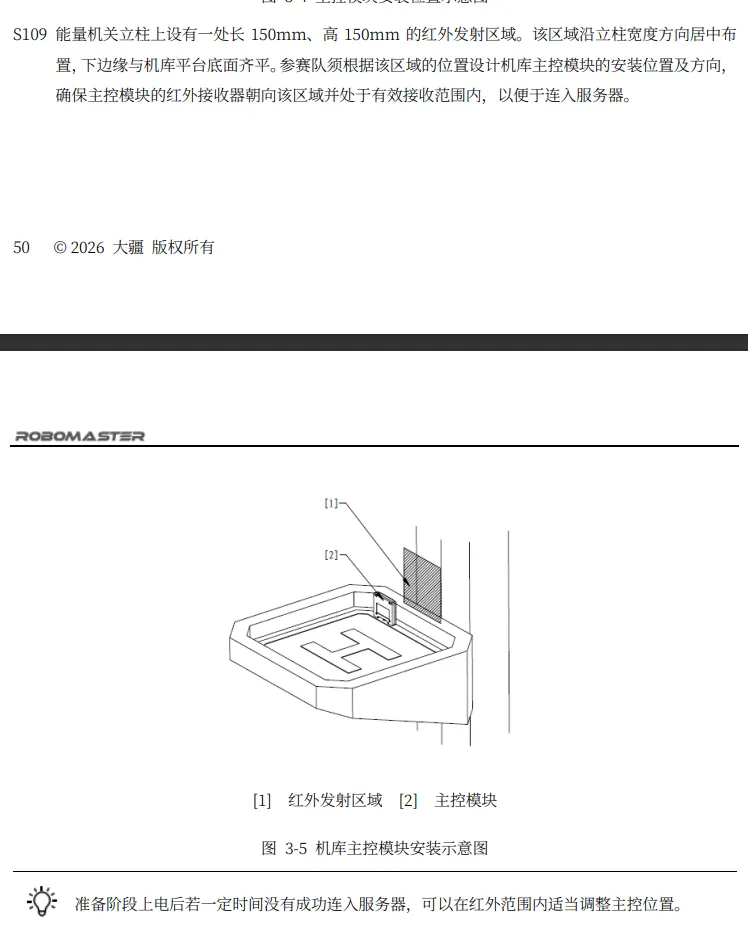 S109 能量机关立柱上设有一处长 150mm、高 150mm 的红外发射区域。该区域沿立柱宽度方向居中布
置，下边缘与机库平台底面齐平。参赛队须根据该区域的位置设计机库主控模块的安装位置及方向，
确保主控模块的红外接收器朝向该区域并处于有效接收范围内，以便于连入服务器。
50 © 2026 大疆 版权所有
ROBOMASTER
[1]
[2]
H
[1] 红外发射区域 [2] 主控模块
图 3-5 机库主控模块安装示意图
准备阶段上电后若一定时间没有成功连入服务器，可以在红外范围内适当调整主控位置。